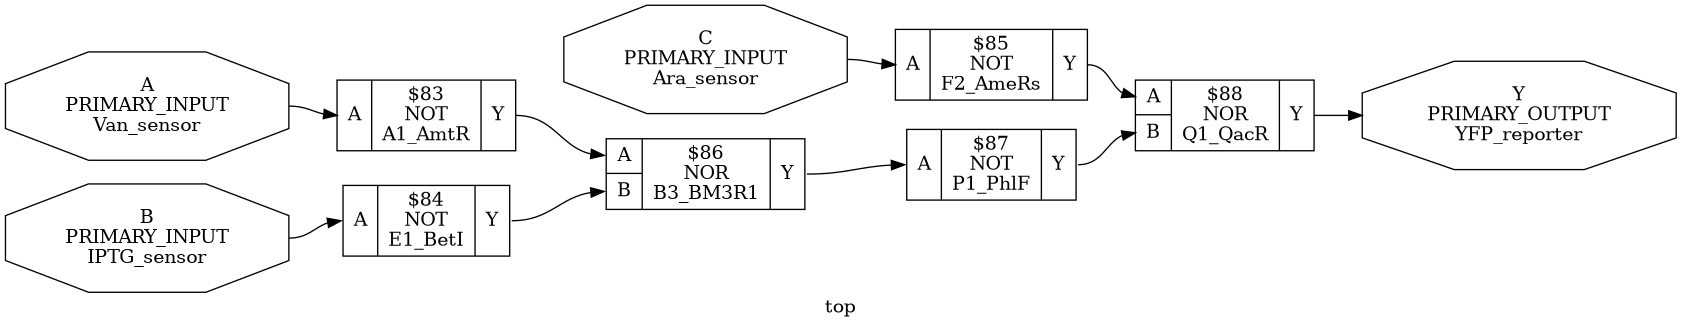 A
PRIMARY_INPUT
Van_sensor
B
PRIMARY_INPUT
IPTG_sensor
A
$83
NOT
A1_AmtR
Y
A
$84
NOT
E1_BetI
Y
C
PRIMARY_INPUT
Ara_sensor
A
B
$86
NOR
B3_BM3R1
Y
A
$85
NOT
F2_AmeRs
Y
A
$87
NOT
P1_PhlF
Y
A
B
$88
NOR
Q1_QacR
Y
Y
PRIMARY_OUTPUT
YFP_reporter
top